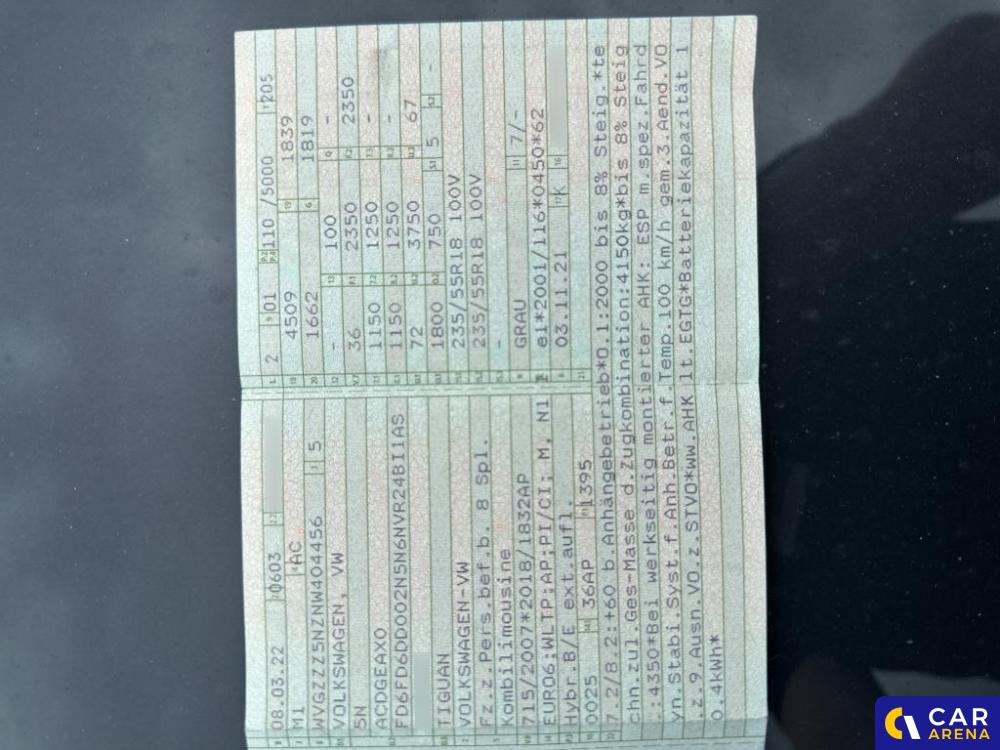 08.03.22 0603
M1 AC
WVGZZZ5NZNW404456 5
VOLKSWAGEN, VW
5N
ACDGEAX0
FD6FD6DD002N5N6NVR24BI1AS
TIGUAN
VOLKSWAGEN-VW
Fz.z.Pers.bef.b. 8 Spl.
Kombilimousine
715/2007*2018/1832AP
EURO6;WLTP;AP;PI/CI; M, N1 I
Hybr.B/E ext.aufl.
0025 36AP 1395
2 01 110 /5000 205
4509 1839
1662 1819
- 100 -
36 2350 2350
1150 1250 -
1150 1250 -
72 3750 67
1800 750 5 -
235/55R18 100V
235/55R18 100V
-
GRAU 7/-
e1*2001/116*0450*62
03.11.21 K
7.2/8.2:+60 b.Anhängebetrieb*O.1:2000 bis 8% Steig.*te
chn.zul.Ges-Masse d.Zugkombination:4150kg*bis 8% Steig
.:4350*Bei werkseitig montierter AHK: ESP m.spez.Fahrd
yn.Stabi.Syst.f.Anh.Betr.f.Temp.100 km/h gem.3.Aend.VO
.z.9.Ausn.VO.z.STVO*ww.AHK lt.EGTG*Batteriekapazität 1
0.4kWh*
CAR
ARENA